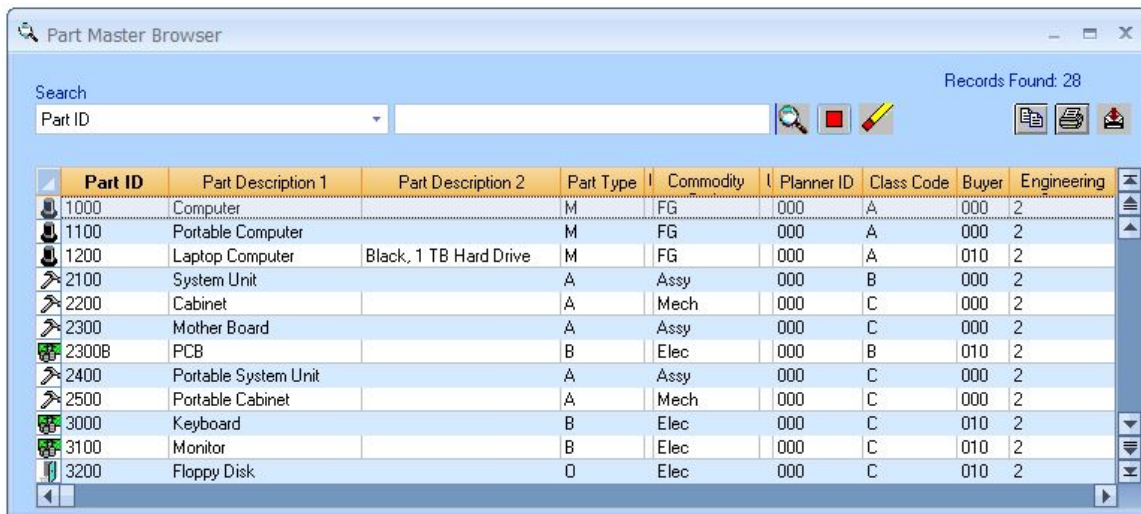 Part Master Browser
Records Found: 28
Search
Part ID
Part ID Part Description 1 Part Description 2 Part Type Commodity Planner ID Class Code Buyer Engineering
1000 Computer M FG 000 A 000 2
1100 Portable Computer M FG 000 A 000 2
1200 Laptop Computer Black, 1 TB Hard Drive M FG 000 A 010 2
2100 System Unit A Assy 000 B 000 2
2200 Cabinet A Mech 000 C 000 2
2300 Mother Board A Assy 000 C 000 2
2300B PCB B Elec 000 B 010 2
2400 Portable System Unit A Assy 000 C 000 2
2500 Portable Cabinet A Mech 000 C 000 2
3000 Keyboard B Elec 000 C 010 2
3100 Monitor B Elec 000 C 010 2
3200 Floppy Disk O Elec 000 C 010 2